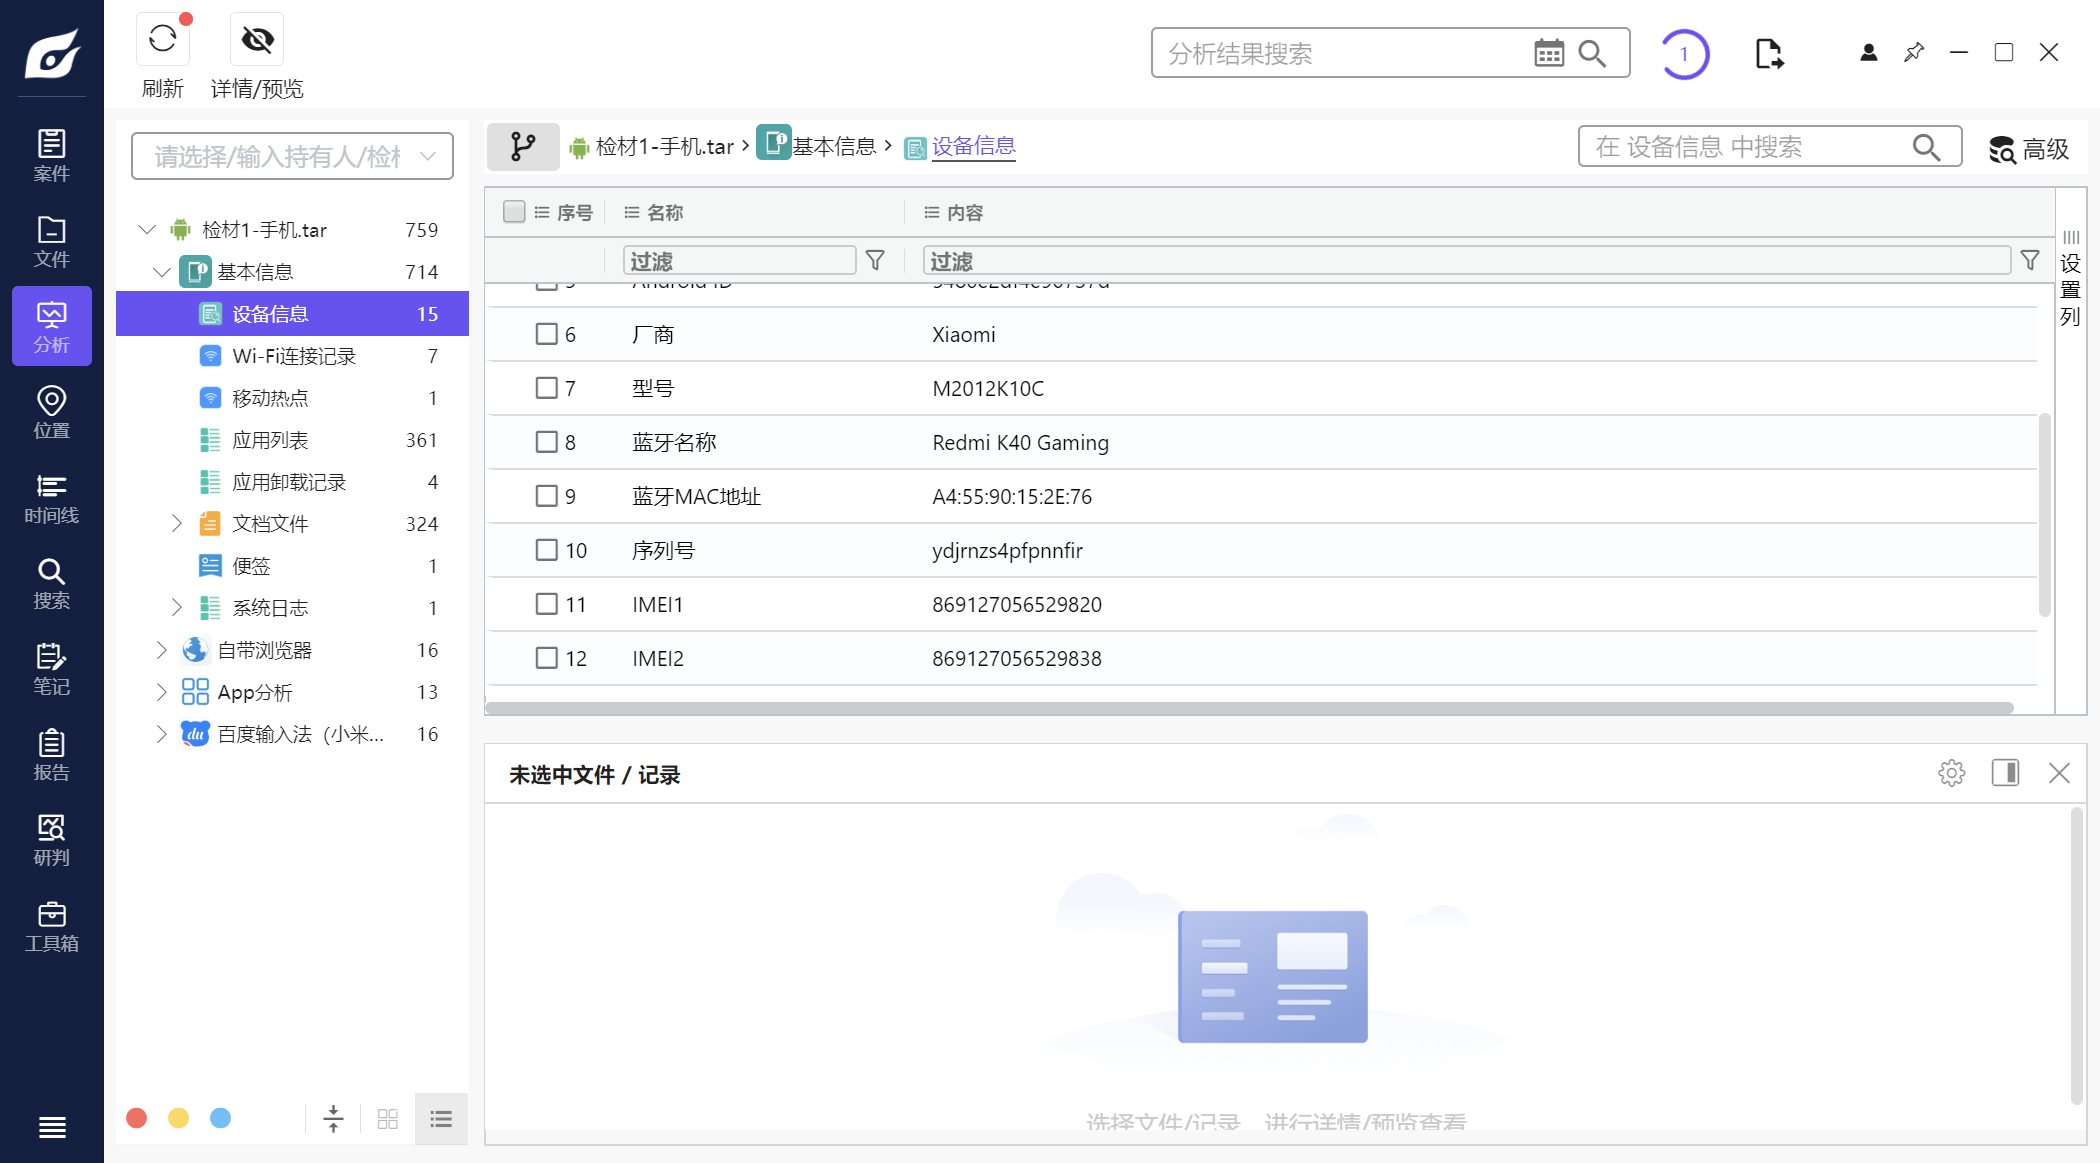 刷新
详情/预览
分析结果搜索
1
案件
文件
分析
位置
时间线
搜索
笔记
报告
研判
工具箱
请选择/输入持有人/检
检材1-手机.tar 759
基本信息 714
设备信息 15
Wi-Fi连接记录 7
移动热点 1
应用列表 361
应用卸载记录 4
文档文件 324
便签 1
系统日志 1
自带浏览器 16
App分析 13
百度输入法（小米... 16
检材1-手机.tar › 基本信息 › 设备信息
在 设备信息 中搜索
高级
序号 名称 内容
过滤 过滤
设置列
6 厂商 Xiaomi
7 型号 M2012K10C
8 蓝牙名称 Redmi K40 Gaming
9 蓝牙MAC地址 A4:55:90:15:2E:76
10 序列号 ydjrnzs4pfpnnfir
11 IMEI1 869127056529820
12 IMEI2 869127056529838
未选中文件 / 记录
选择文件/记录 进行详情/预览查看